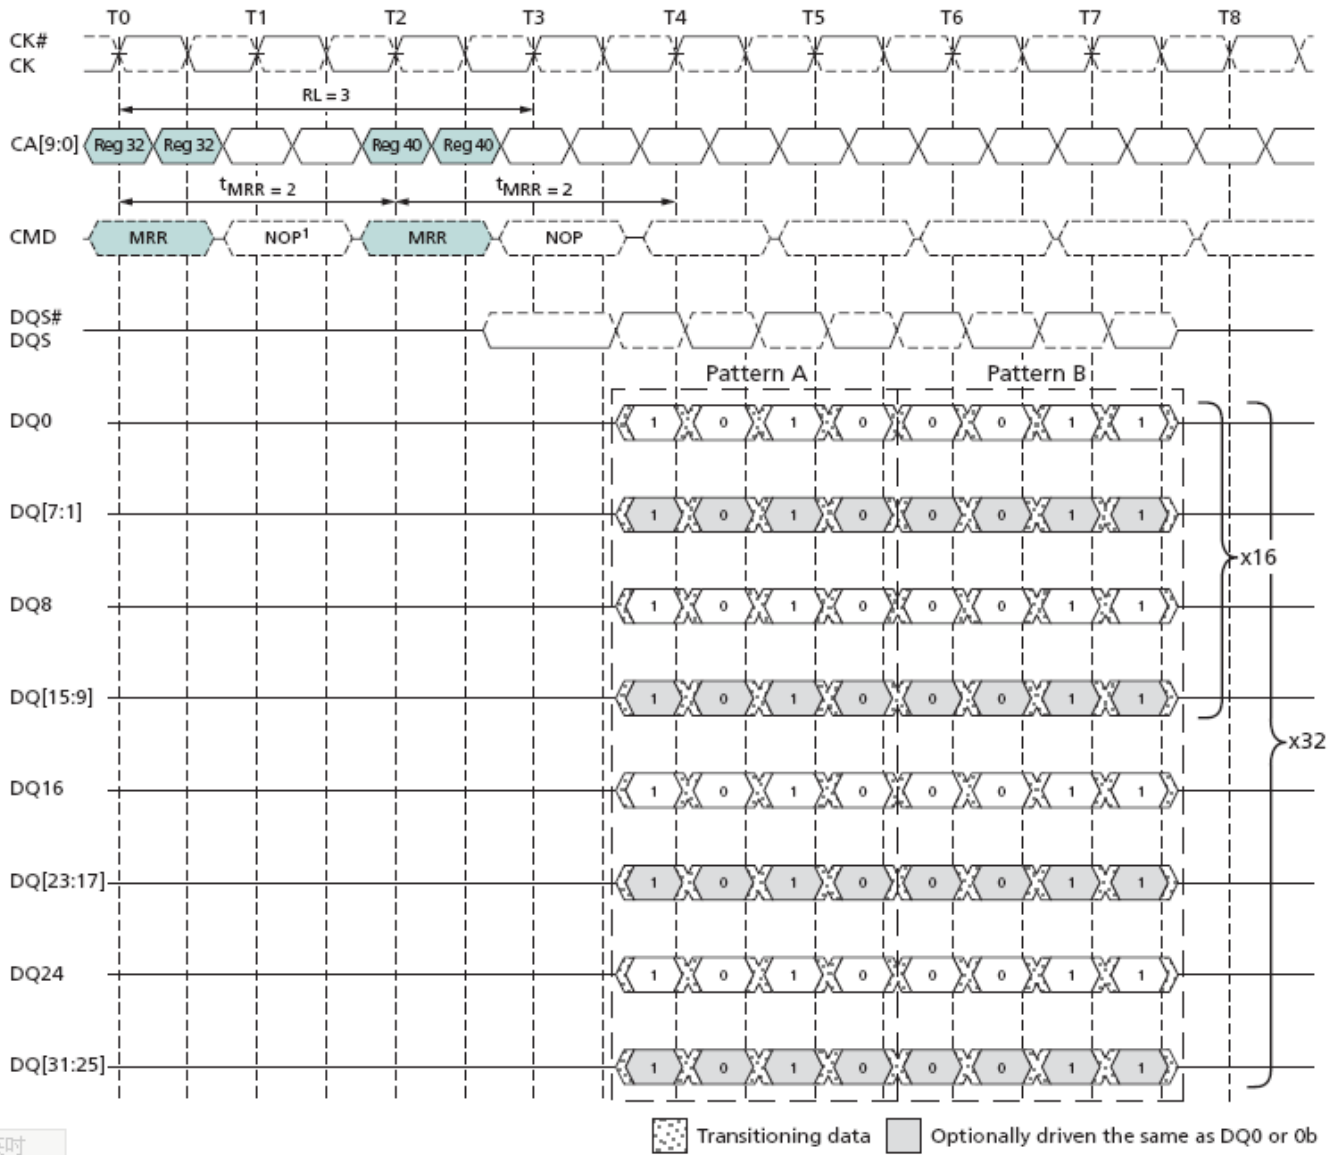 T0 T1 T2 T3 T4 T5 T6 T7 T8
CK#
CK
RL = 3
CA[9:0] Reg 32 Reg 32 Reg 40 Reg 40
tMRR = 2 tMRR = 2
CMD MRR NOP1 MRR NOP
DQS#
DQS
Pattern A Pattern B
DQ0 1 0 1 0 0 0 1 1
DQ[7:1] 1 0 1 0 0 0 1 1
x16
DQ8 1 0 1 0 0 0 1 1
DQ[15:9] 1 0 1 0 0 0 1 1
x32
DQ16 1 0 1 0 0 0 1 1
DQ[23:17] 1 0 1 0 0 0 1 1
DQ24 1 0 1 0 0 0 1 1
DQ[31:25] 1 0 1 0 0 0 1 1
Transitioning data Optionally driven the same as DQ0 or 0b